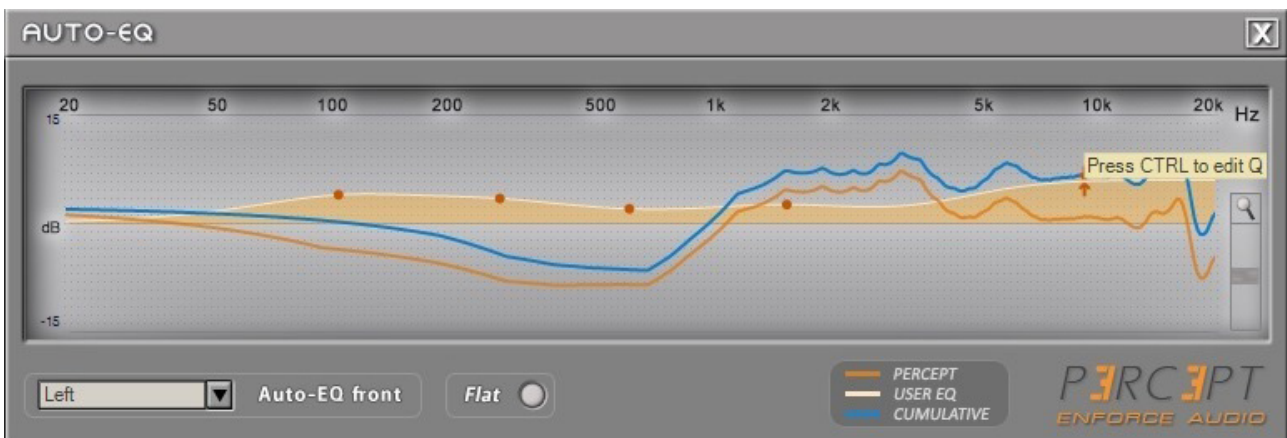 AUTO-EQ
X
20 50 100 200 500 1k 2k 5k 10k 20k Hz
15
Press CTRL to edit Q
dB
-15
Left Auto-EQ front Flat
PERCEPT
USER EQ
CUMULATIVE
PERCEPT
ENFORCE AUDIO